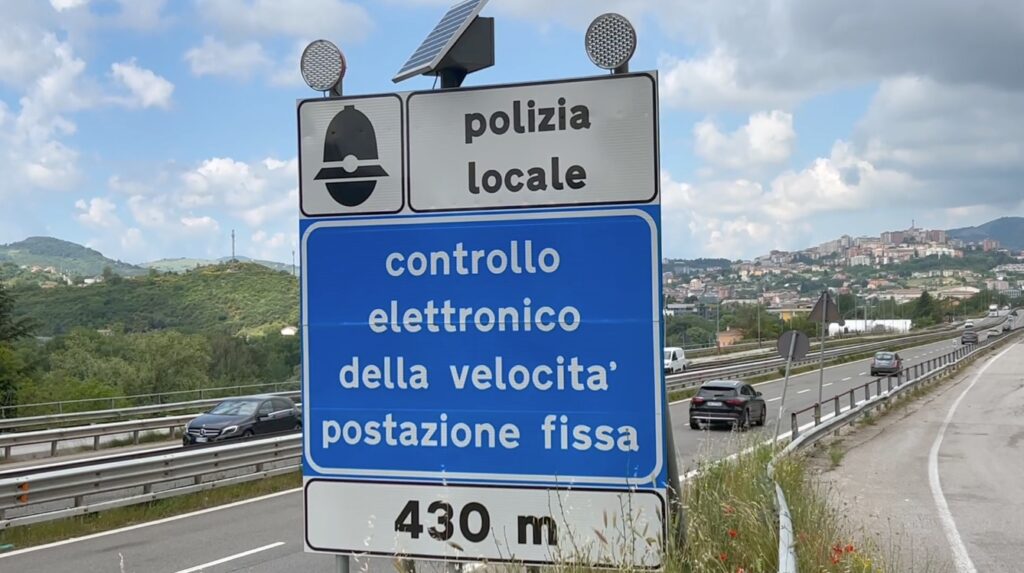 polizia
locale
controllo
elettronico
della velocita'
postazione fissa
430 m